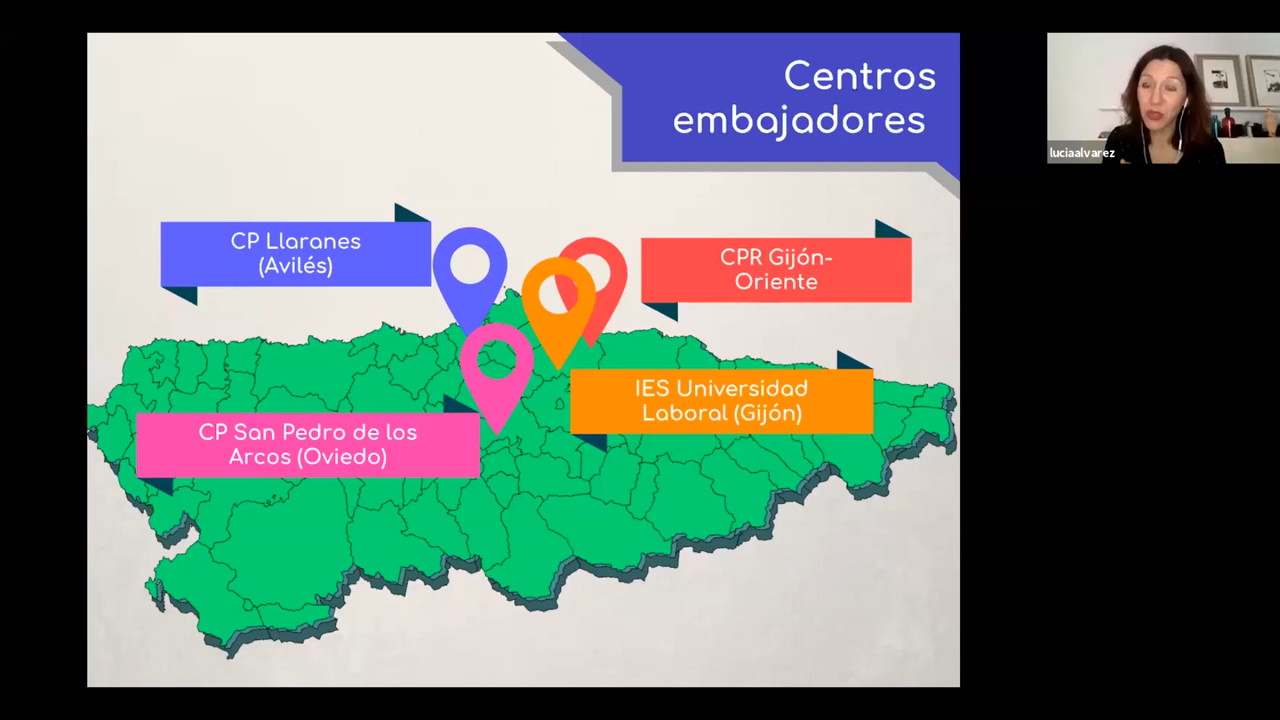 Centros
embajadores
luciaalvarez
CP Llaranes
(Avilés)
CPR Gijón-
Oriente
IES Universidad
Laboral (Gijón)
CP San Pedro de los
Arcos (Oviedo)